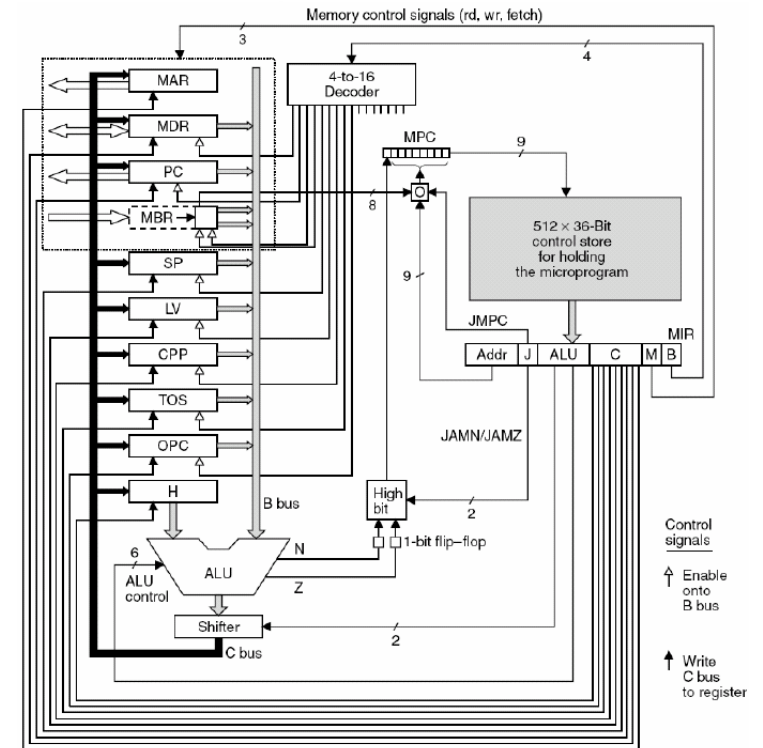 Memory control signals (rd, wr, fetch)
3
4
MAR
4-to-16
Decoder
MDR
MPC
9
PC
8
O
MBR
512 × 36-Bit
control store
for holding
the microprogram
SP
9
LV
JMPC
MIR
CPP
Addr
J
ALU
C
M
B
TOS
JAMN/JAMZ
OPC
H
High
bit
2
B bus
Control
signals
6
N
1-bit flip–flop
ALU
Z
ALU
control
Enable
onto
B bus
Shifter
2
C bus
Write
C bus
to register